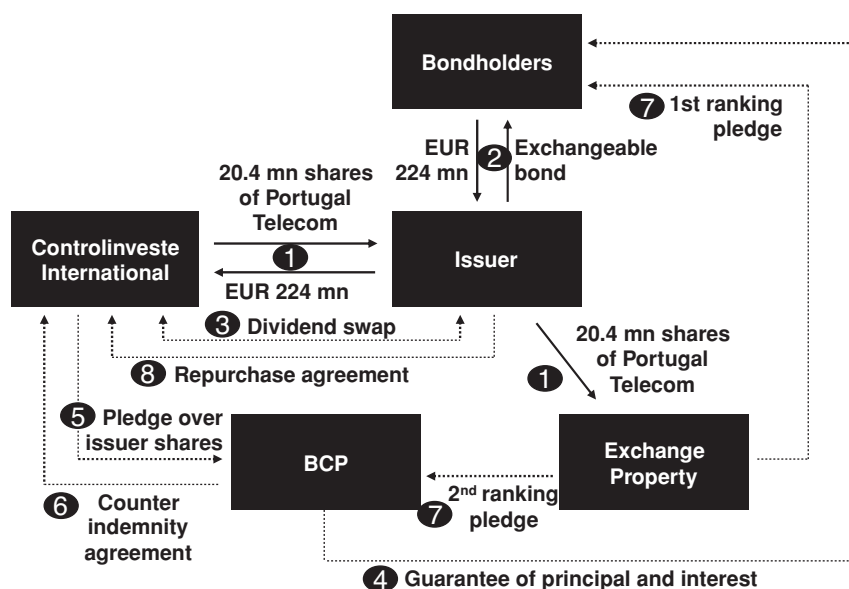 Bondholders
7 1st ranking
pledge
EUR
224 mn
2
Exchangeable
bond
20.4 mn shares
of Portugal
Telecom
Controlinveste
International
1
Issuer
EUR 224 mn
3 Dividend swap
20.4 mn shares
of Portugal
Telecom
8 Repurchase agreement
1
5 Pledge over
issuer shares
BCP
Exchange
Property
6 Counter
indemnity
agreement
2nd ranking
7 pledge
4 Guarantee of principal and interest